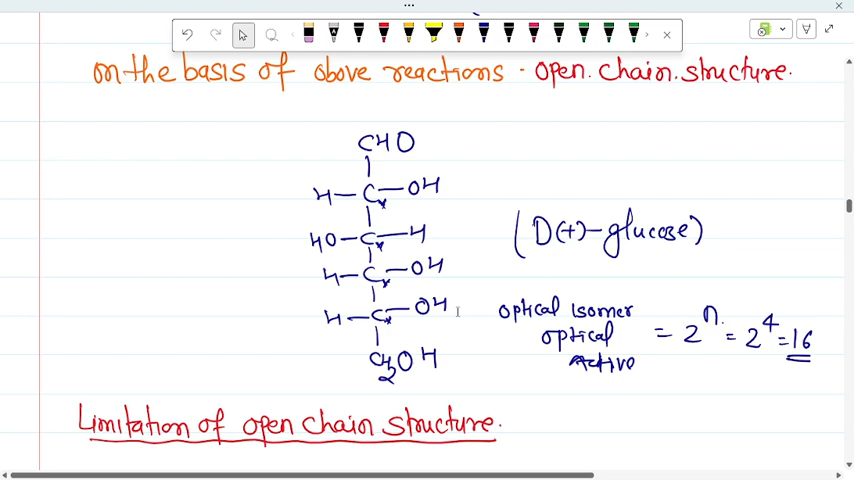 on the basis of above reactions - open.chain.structure.
CHO
H-C-OH
HO-C-H
H-C-OH
H-C-OH
CH2OH
(D(+)-glucose)
optical isomer
optical
Active
= 2^n = 2^4 = 16
Limitation of open chain structure.